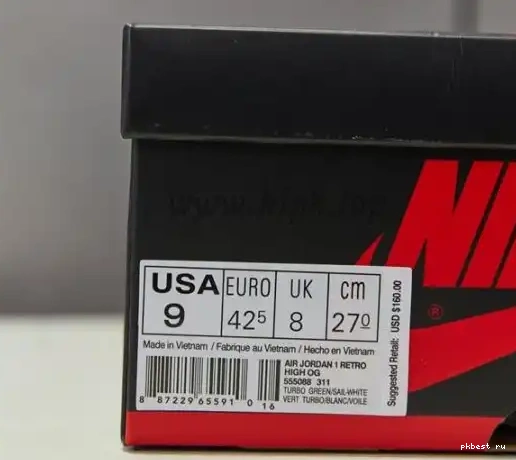 NI
®
USA EURO UK cm
9 42⁵ 8 27⁰
Made in Vietnam / Fabrique au Vietnam / Hecho en Vietnam
AIR JORDAN 1 RETRO
HIGH OG
555088 311
TURBO GREEN/SAIL-WHITE
VERT TURBO/BLANC/VOILE
8 87229 65591 0 16
Suggested Retail: USD $160.00
pkbest ru